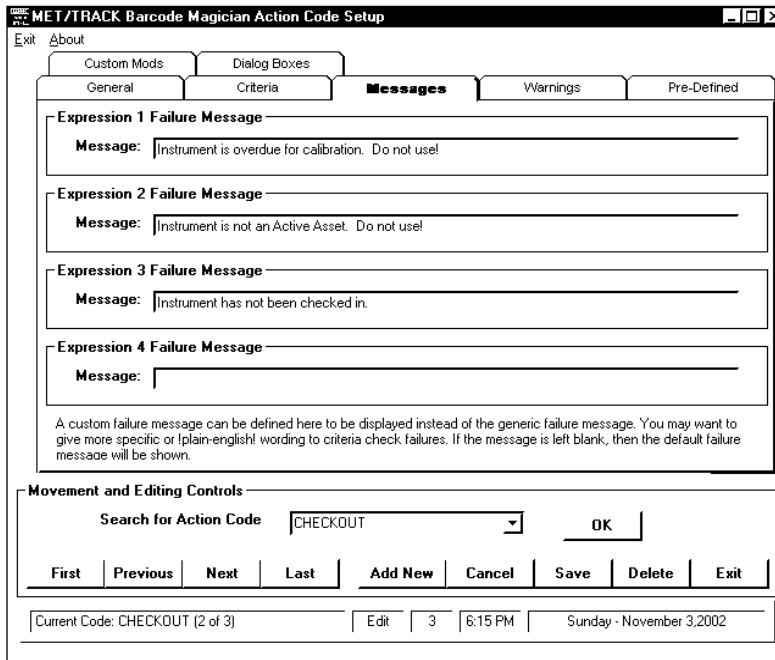 MET/TRACK Barcode Magician Action Code Setup
Exit About
Custom Mods Dialog Boxes
General Criteria Messages Warnings Pre-Defined
Expression 1 Failure Message
Message: Instrument is overdue for calibration. Do not use!
Expression 2 Failure Message
Message: Instrument is not an Active Asset. Do not use!
Expression 3 Failure Message
Message: Instrument has not been checked in.
Expression 4 Failure Message
Message:
A custom failure message can be defined here to be displayed instead of the generic failure message. You may want to
give more specific or !plain-english! wording to criteria check failures. If the message is left blank, then the default failure
message will be shown.
Movement and Editing Controls
Search for Action Code CHECKOUT OK
First Previous Next Last Add New Cancel Save Delete Exit
Current Code: CHECKOUT (2 of 3) Edit 3 6:15 PM Sunday - November 3,2002